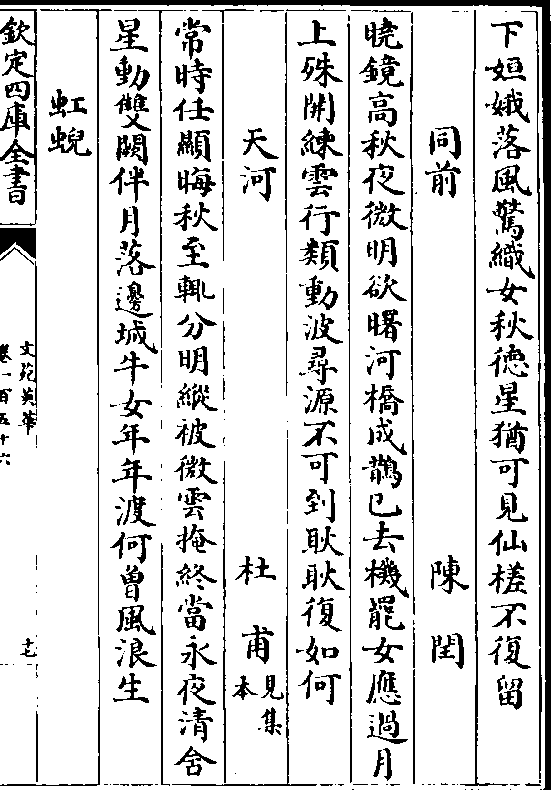 下姮娥落風驚織女秋徳星猶可見仙槎不復留
同前　陳閏
曉鏡高秋夜微明欲曙河橋成鵲已去機罷女應過月
上殊開練雲行類動波尋源不可到耿耿復如何
天河　杜甫見集本
常時任顯晦秋至輒分明縱被微雲掩終當永夜清舍
星動雙闕伴月落邊城牛女年年渡何曽風浪生
虹蜺
欽定四庫全書
文苑英華
卷一百五十六